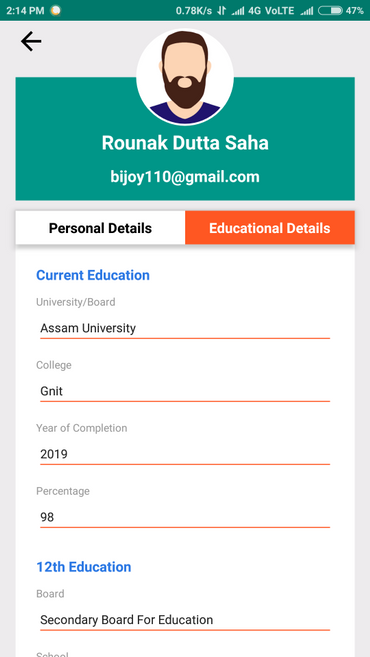 2:14 PM 0.78K/s 4G VoLTE 47%
Rounak Dutta Saha
bijoy110@gmail.com
Personal Details Educational Details
Current Education
University/Board
Assam University
College
Gnit
Year of Completion
2019
Percentage
98
12th Education
Board
Secondary Board For Education
School